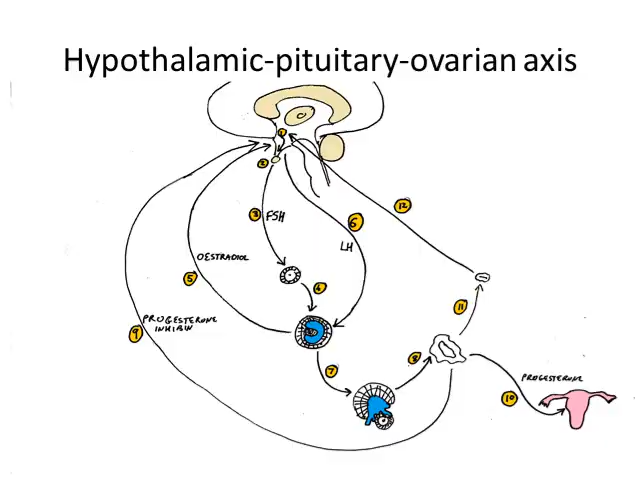 Hypothalamic-pituitary-ovarian axis
1
2
3 FSH
6
12
LH
OESTRADIOL
5
4
11
PROGESTERONE
INHIBIN
9
7
8
PROGESTERONE
10